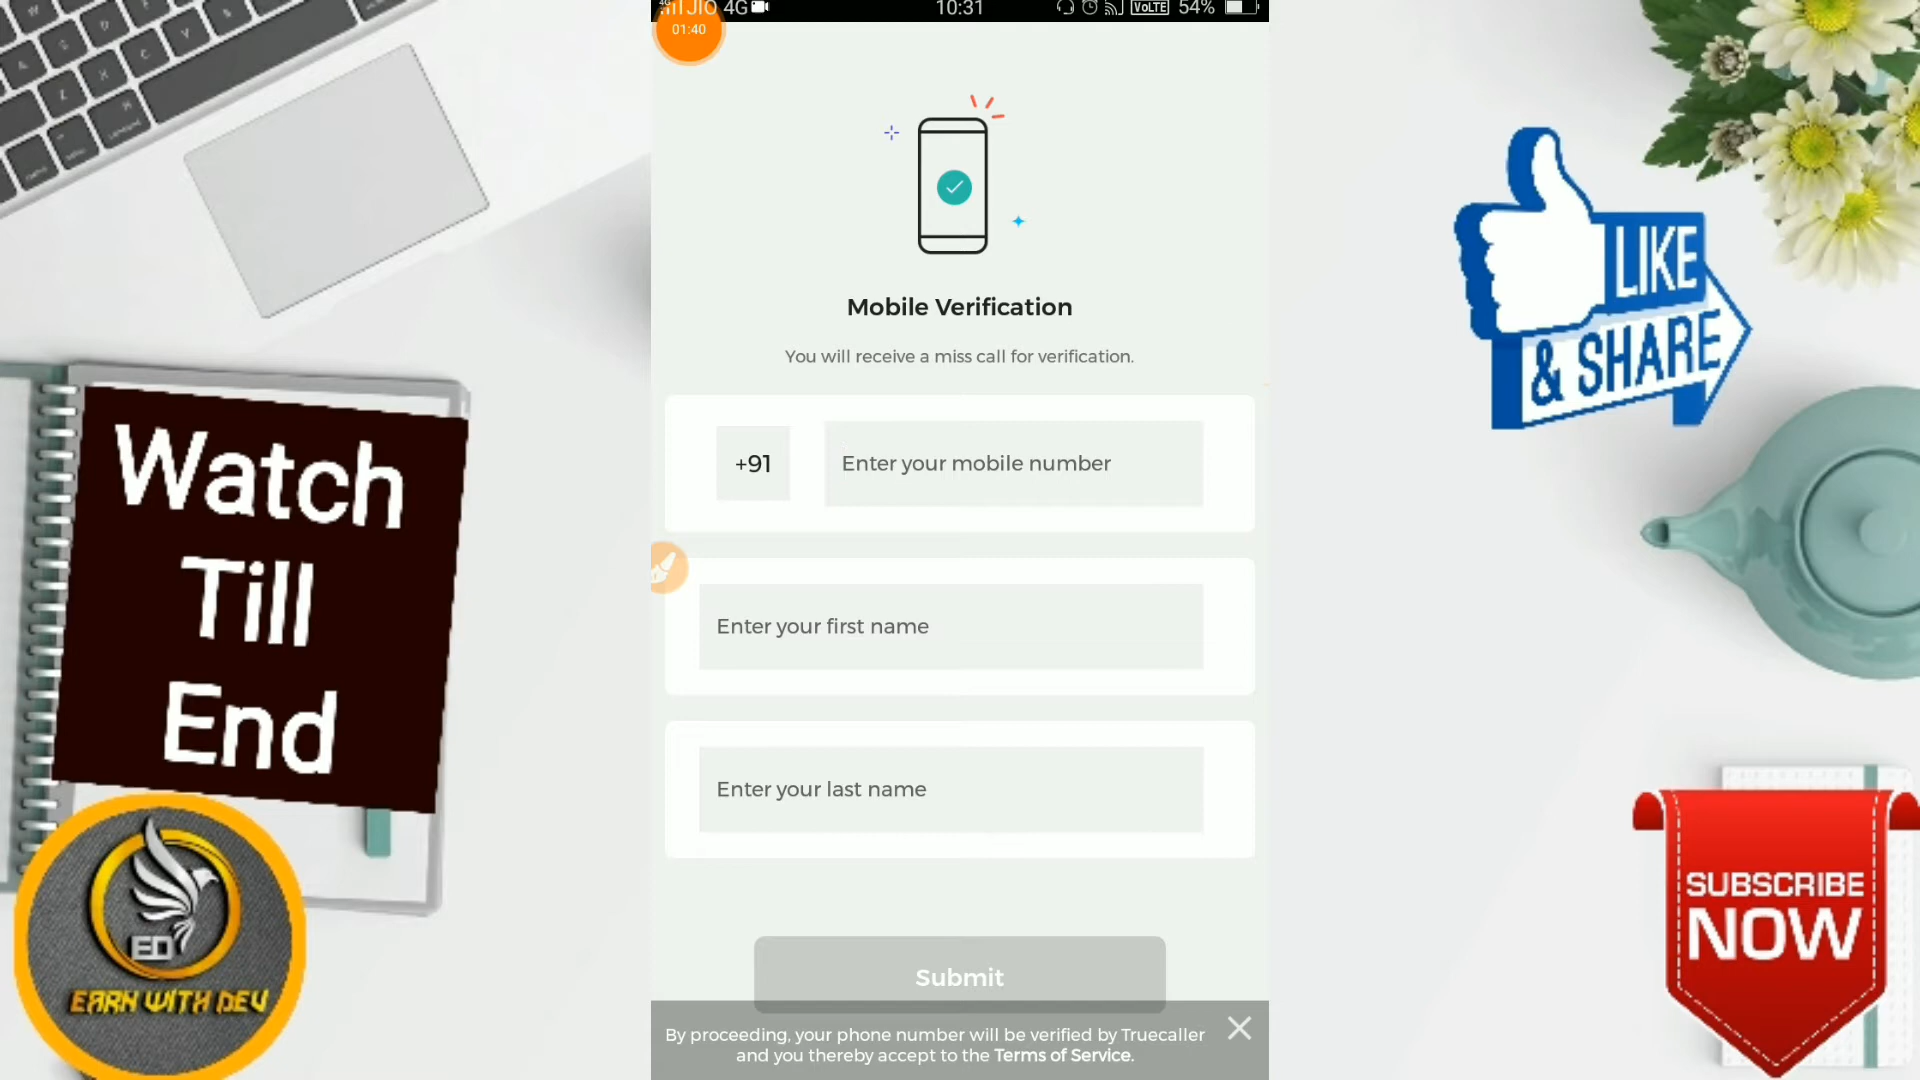 JIO 4G
10:31
VoLTE 54%
01:40
Mobile Verification
You will receive a miss call for verification.
+91
Enter your mobile number
Enter your first name
Enter your last name
Submit
By proceeding, your phone number will be verified by Truecaller
and you thereby accept to the Terms of Service.
Watch
Till
End
ED
EARN WITH DEV
LIKE
& SHARE
SUBSCRIBE
NOW